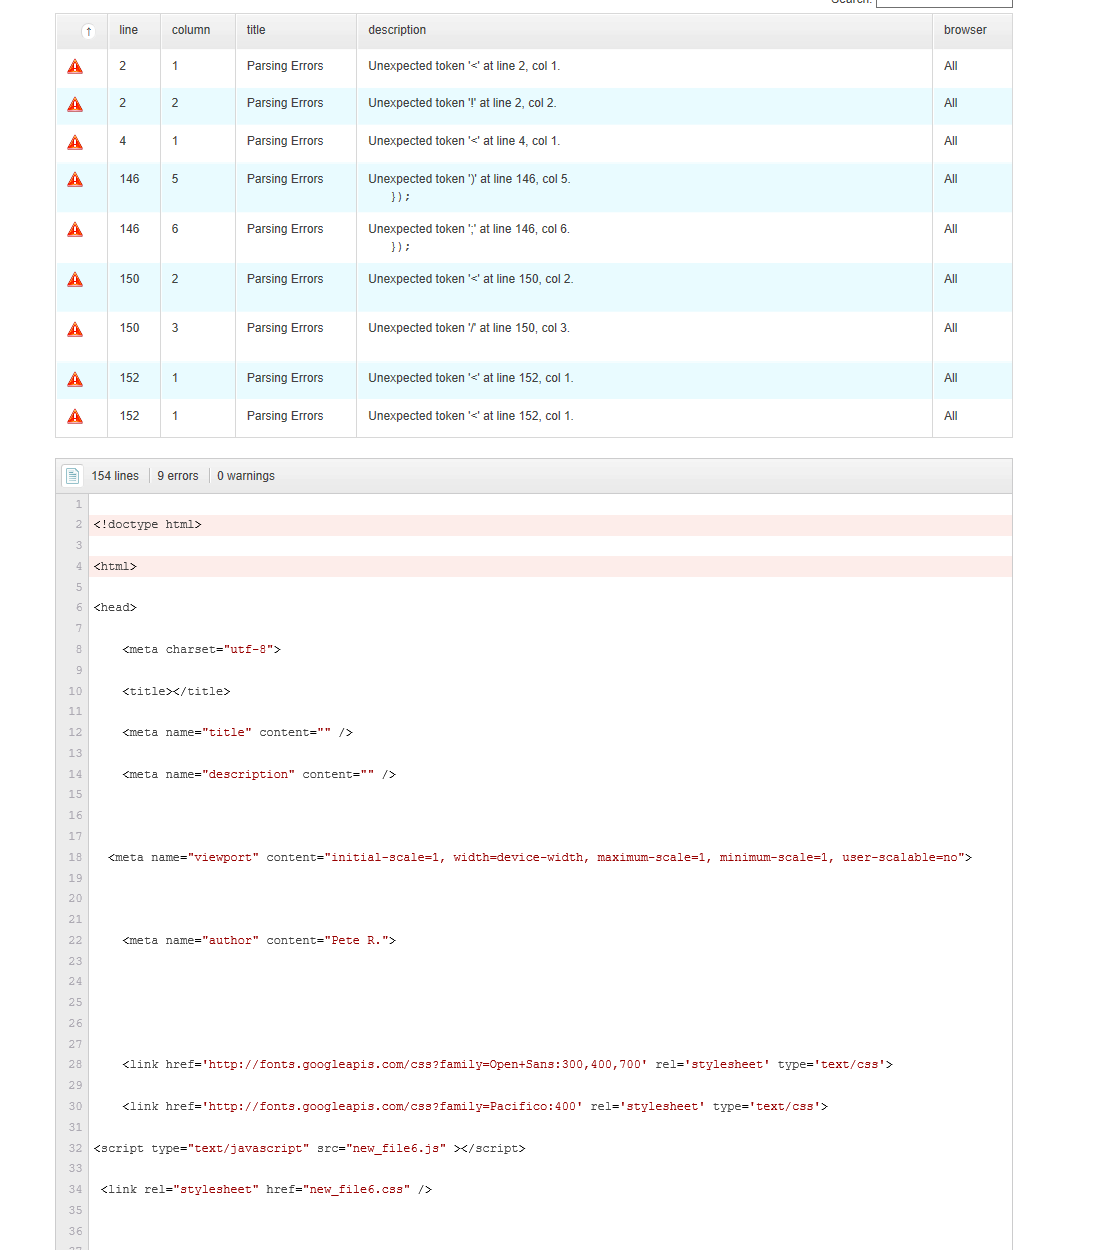 Search:
↑ line column title description browser
2 1 Parsing Errors Unexpected token '<' at line 2, col 1. All
2 2 Parsing Errors Unexpected token '!' at line 2, col 2. All
4 1 Parsing Errors Unexpected token '<' at line 4, col 1. All
146 5 Parsing Errors Unexpected token ')' at line 146, col 5. All
});
146 6 Parsing Errors Unexpected token ';' at line 146, col 6. All
});
150 2 Parsing Errors Unexpected token '<' at line 150, col 2. All
150 3 Parsing Errors Unexpected token '/' at line 150, col 3. All
152 1 Parsing Errors Unexpected token '<' at line 152, col 1. All
152 1 Parsing Errors Unexpected token '<' at line 152, col 1. All
154 lines 9 errors 0 warnings
1
2 <!doctype html>
3
4 <html>
5
6 <head>
7
8 <meta charset="utf-8">
9
10 <title></title>
11
12 <meta name="title" content="" />
13
14 <meta name="description" content="" />
15
16
17
18 <meta name="viewport" content="initial-scale=1, width=device-width, maximum-scale=1, minimum-scale=1, user-scalable=no">
19
20
21
22 <meta name="author" content="Pete R.">
23
24
25
26
27
28 <link href='http://fonts.googleapis.com/css?family=Open+Sans:300,400,700' rel='stylesheet' type='text/css'>
29
30 <link href='http://fonts.googleapis.com/css?family=Pacifico:400' rel='stylesheet' type='text/css'>
31
32 <script type="text/javascript" src="new_file6.js" ></script>
33
34 <link rel="stylesheet" href="new_file6.css" />
35
36
37